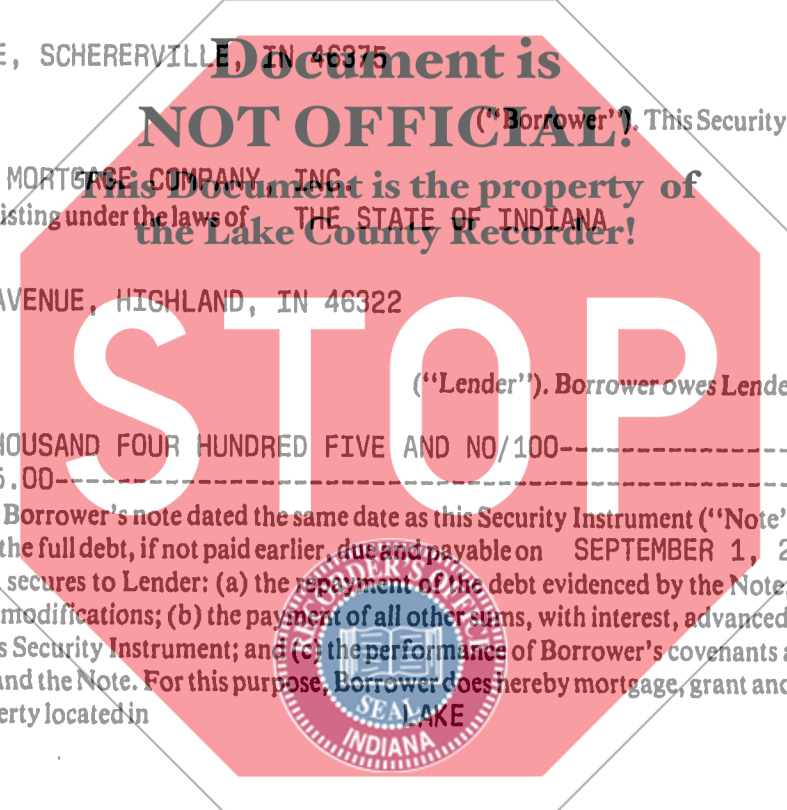 E, SCHERERVILLE, IN 46375
Document is
NOT OFFICIAL!
("Borrower"). This Security
MORTGAGE COMPANY, INC.
This Document is the property of
isting under the laws of THE STATE OF INDIANA
the Lake County Recorder!
AVENUE, HIGHLAND, IN 46322
STOP
("Lender"). Borrower owes Lende
HOUSAND FOUR HUNDRED FIVE AND NO/100----------------
5.00------------------------------------------------
Borrower's note dated the same date as this Security Instrument ("Note"
the full debt, if not paid earlier, due and payable on SEPTEMBER 1, 2
secures to Lender: (a) the repayment of the debt evidenced by the Note,
modifications; (b) the payment of all other sums, with interest, advanced
s Security Instrument; and (c) the performance of Borrower's covenants a
and the Note. For this purpose, Borrower does hereby mortgage, grant and
erty located in LAKE
RECORDER'S OFFICE
SEAL
INDIANA